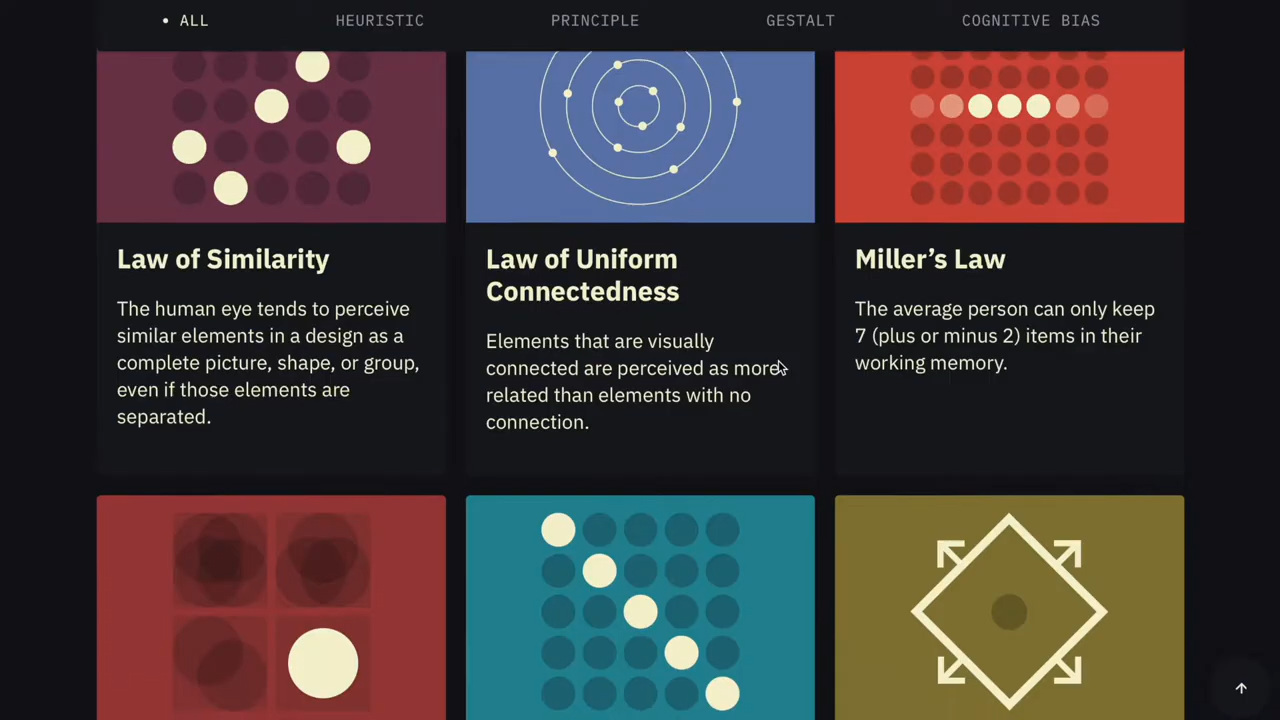 • ALL
HEURISTIC
PRINCIPLE
GESTALT
COGNITIVE BIAS
Law of Similarity
The human eye tends to perceive
similar elements in a design as a
complete picture, shape, or group,
even if those elements are
separated.
Law of Uniform
Connectedness
Elements that are visually
connected are perceived as more
related than elements with no
connection.
Miller’s Law
The average person can only keep
7 (plus or minus 2) items in their
working memory.